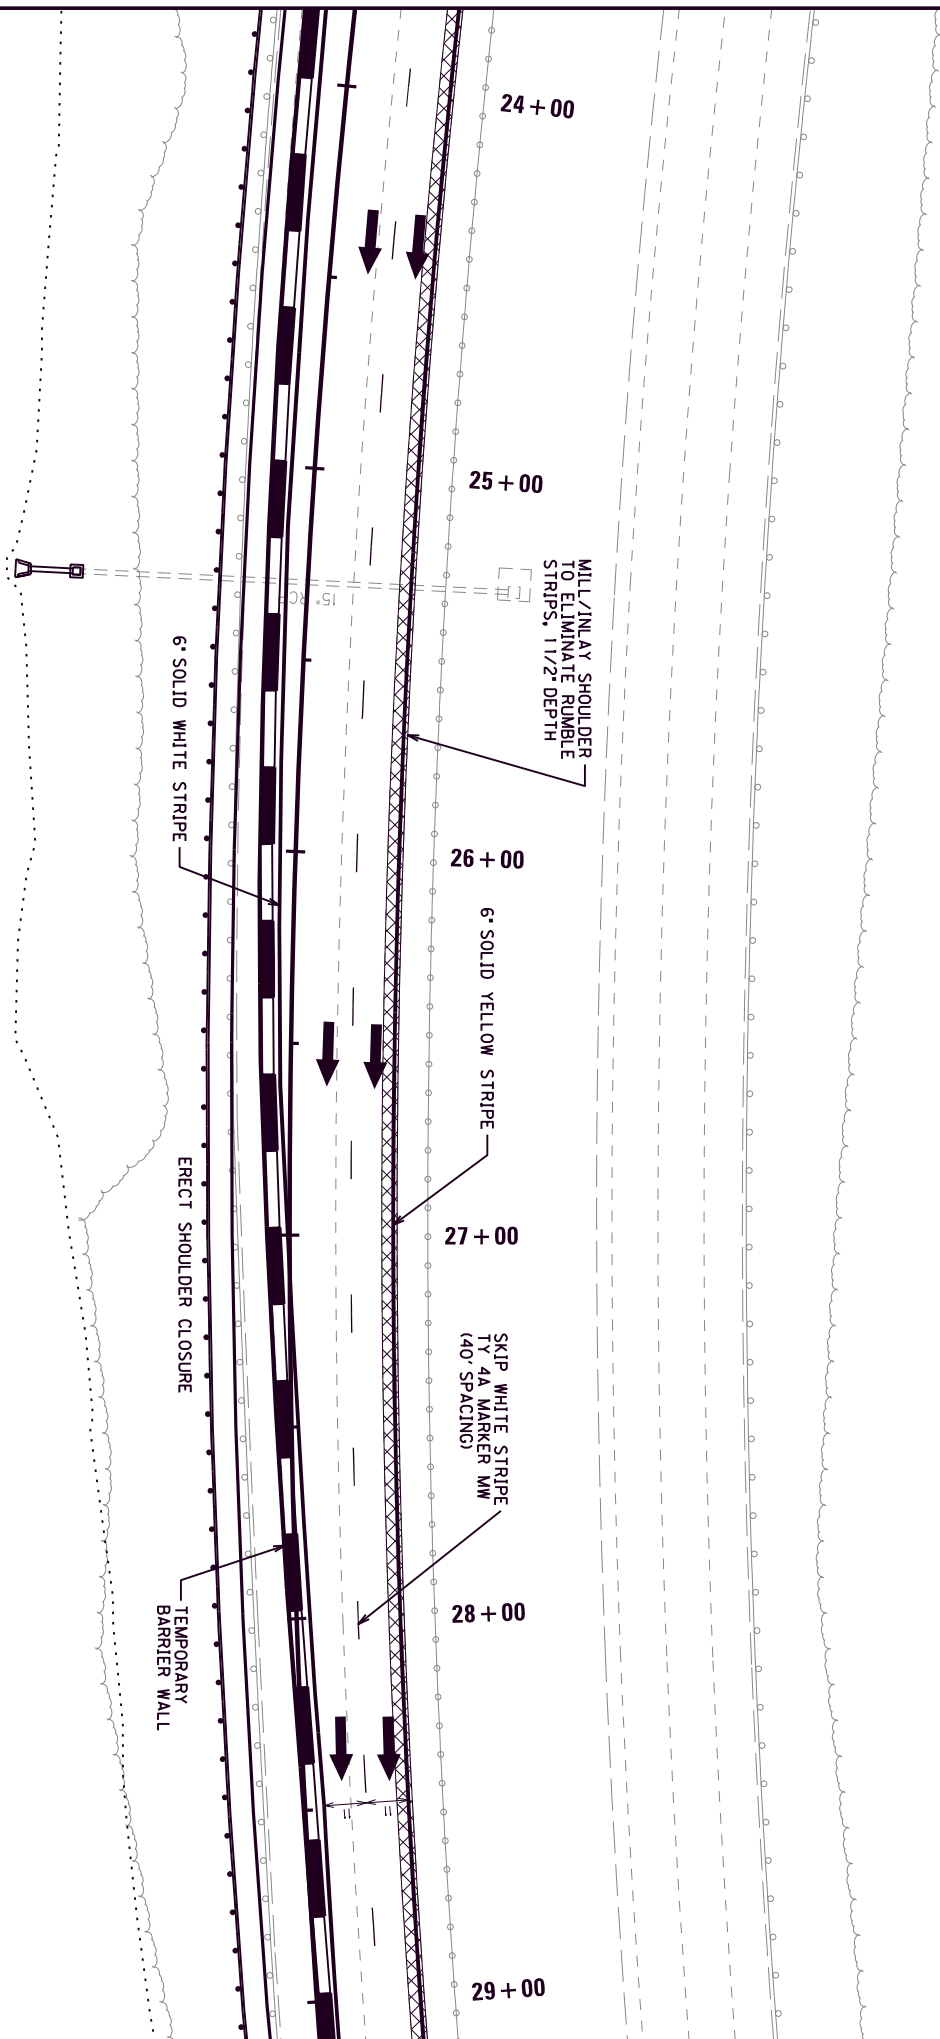 24+00
25+00
MILL/INLAY SHOULDER
TO ELIMINATE RUMBLE
STRIPS, 1 1/2" DEPTH
15" RCP
6" SOLID WHITE STRIPE
26+00
6" SOLID YELLOW STRIPE
27+00
ERECT SHOULDER CLOSURE
SKIP WHITE STRIPE
TY 4A MARKER MW
(40' SPACING)
28+00
TEMPORARY
BARRIER WALL
11'
11'
29+00